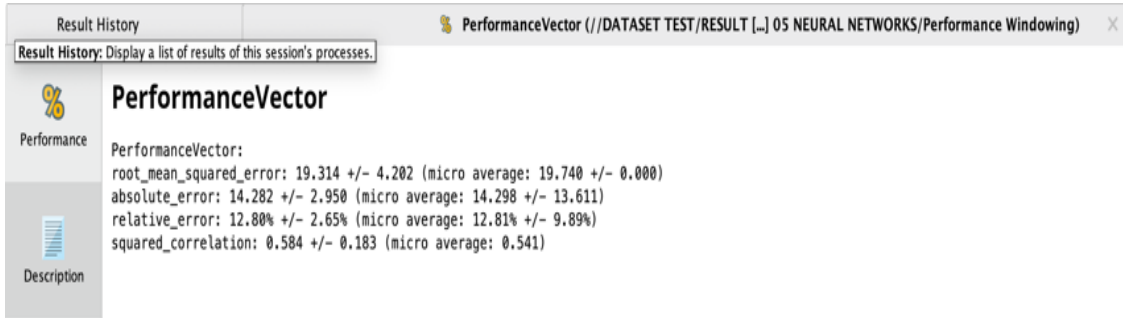 Result History
% PerformanceVector (//DATASET TEST/RESULT [...] 05 NEURAL NETWORKS/Performance Windowing) X
Result History: Display a list of results of this session's processes.
%
Performance
PerformanceVector
PerformanceVector:
root_mean_squared_error: 19.314 +/- 4.202 (micro average: 19.740 +/- 0.000)
absolute_error: 14.282 +/- 2.950 (micro average: 14.298 +/- 13.611)
relative_error: 12.80% +/- 2.65% (micro average: 12.81% +/- 9.89%)
squared_correlation: 0.584 +/- 0.183 (micro average: 0.541)
Description